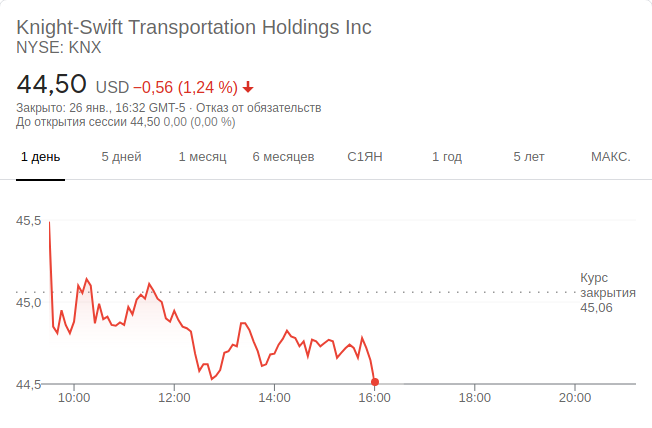 Knight-Swift Transportation Holdings Inc
NYSE: KNX
44,50 USD −0,56 (1,24 %)
Закрыто: 26 янв., 16:32 GMT-5 · Отказ от обязательств
До открытия сессии 44,50 0,00 (0,00 %)
1 день 5 дней 1 месяц 6 месяцев С1ЯН 1 год 5 лет МАКС.
45,5
Курс
закрытия
45,06
45,0
44,5
10:00 12:00 14:00 16:00 18:00 20:00